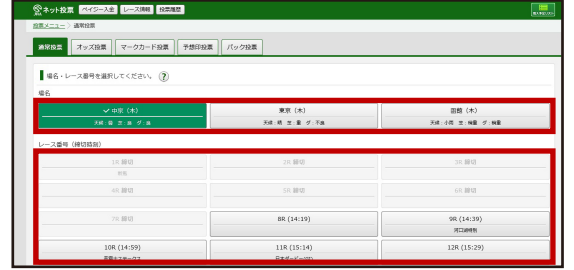 ネット投票 ペイジー入金 レース情報 投票履歴
投票メニュー > 通常投票
通常投票 オッズ投票 マークカード投票 予想印投票 パック投票
場名・レース番号を選択してください。 ?
場名
✓ 中京（木） 東京（木） 函館（木）
レース番号（締切時刻）
1R 締切 2R 締切 3R 締切
4R 締切 5R 締切 6R 締切
7R 締切 8R (14:19) 9R (14:39)
10R (14:59) 11R (15:14) 12R (15:29)